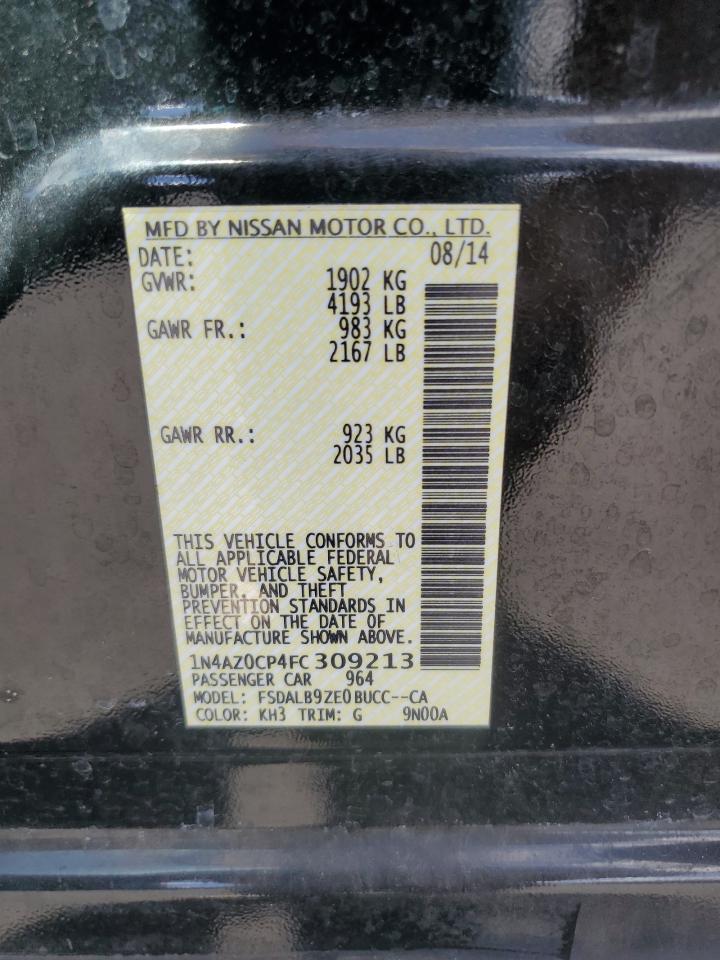 MFD BY NISSAN MOTOR CO., LTD.
DATE: 08/14
GVWR: 1902 KG
4193 LB
GAWR FR.: 983 KG
2167 LB
GAWR RR.: 923 KG
2035 LB
THIS VEHICLE CONFORMS TO
ALL APPLICABLE FEDERAL
MOTOR VEHICLE SAFETY,
BUMPER, AND THEFT
PREVENTION STANDARDS IN
EFFECT ON THE DATE OF
MANUFACTURE SHOWN ABOVE.
1N4AZ0CP4FC309213
PASSENGER CAR 964
MODEL: FSDALB9ZE0BUCC--CA
COLOR: KH3 TRIM: G 9N00A